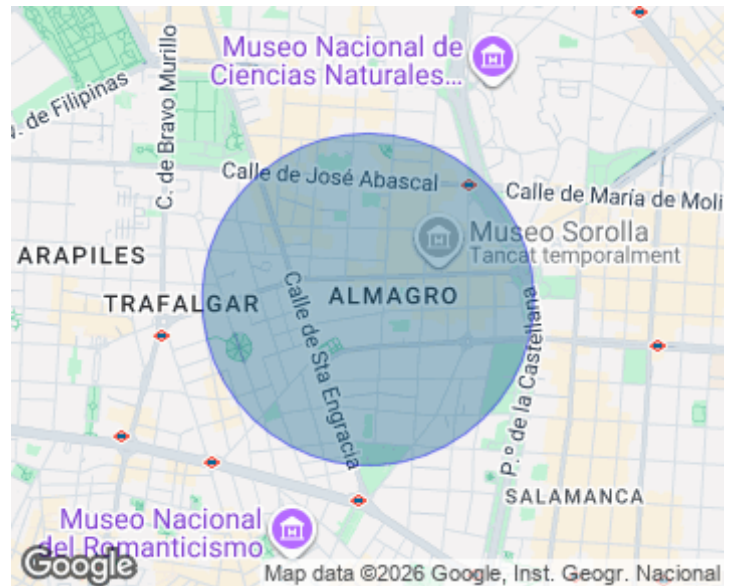 Museo Nacional de
Ciencias Naturales...
v. de Filipinas
C. de Bravo Murillo
Calle de José Abascal
Calle de María de Moli
Museo Sorolla
Tancat temporalment
ARAPILES
ALMAGRO
TRAFALGAR
Calle de Sta Engracia
P.º de la Castellana
SALAMANCA
Museo Nacional
del Romanticismo
Google
Map data ©2026 Google, Inst. Geogr. Nacional